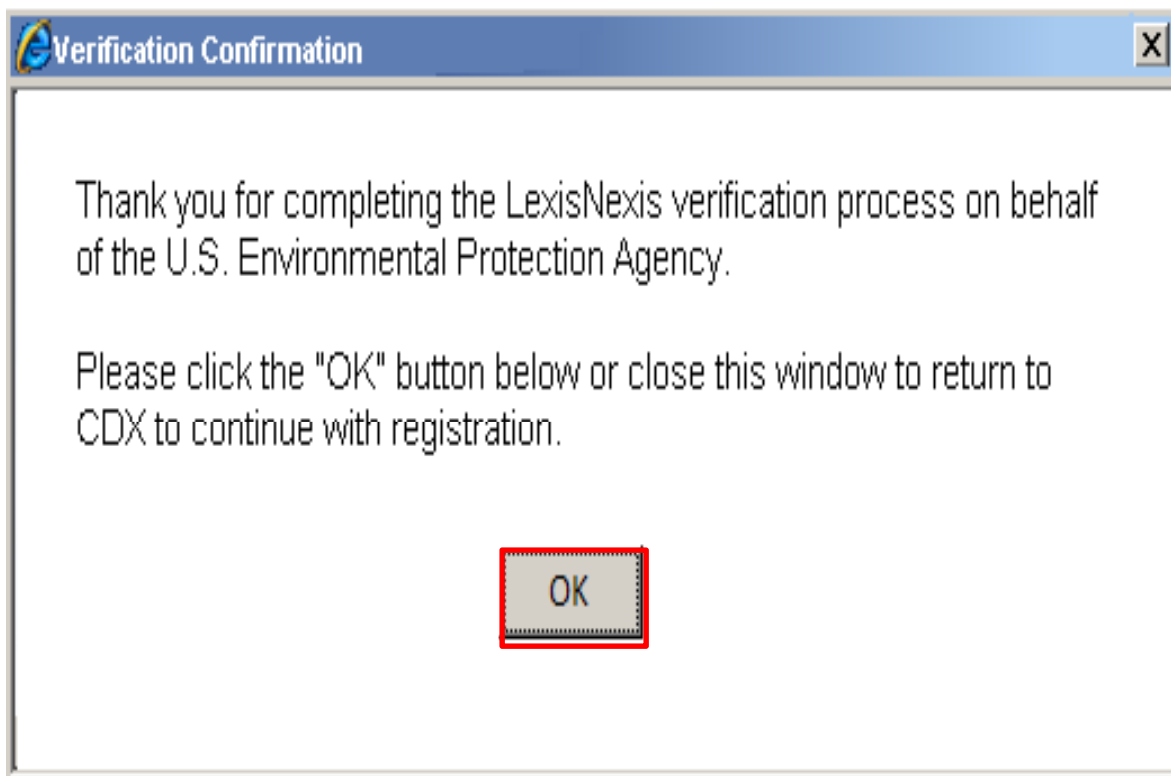 Verification Confirmation
Thank you for completing the LexisNexis verification process on behalf
of the U.S. Environmental Protection Agency.
Please click the "OK" button below or close this window to return to
CDX to continue with registration.
OK